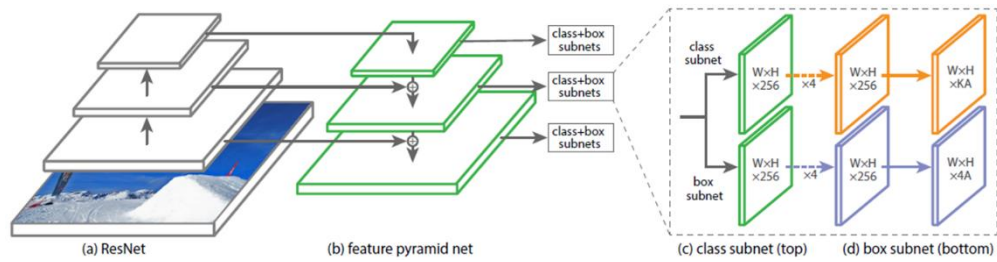 class+box
subnets
class+box
subnets
class+box
subnets
class
subnet
W×H
×256
×4
W×H
×256
W×H
×KA
box
subnet
W×H
×256
×4
W×H
×256
W×H
×4A
(a) ResNet
(b) feature pyramid net
(c) class subnet (top)
(d) box subnet (bottom)